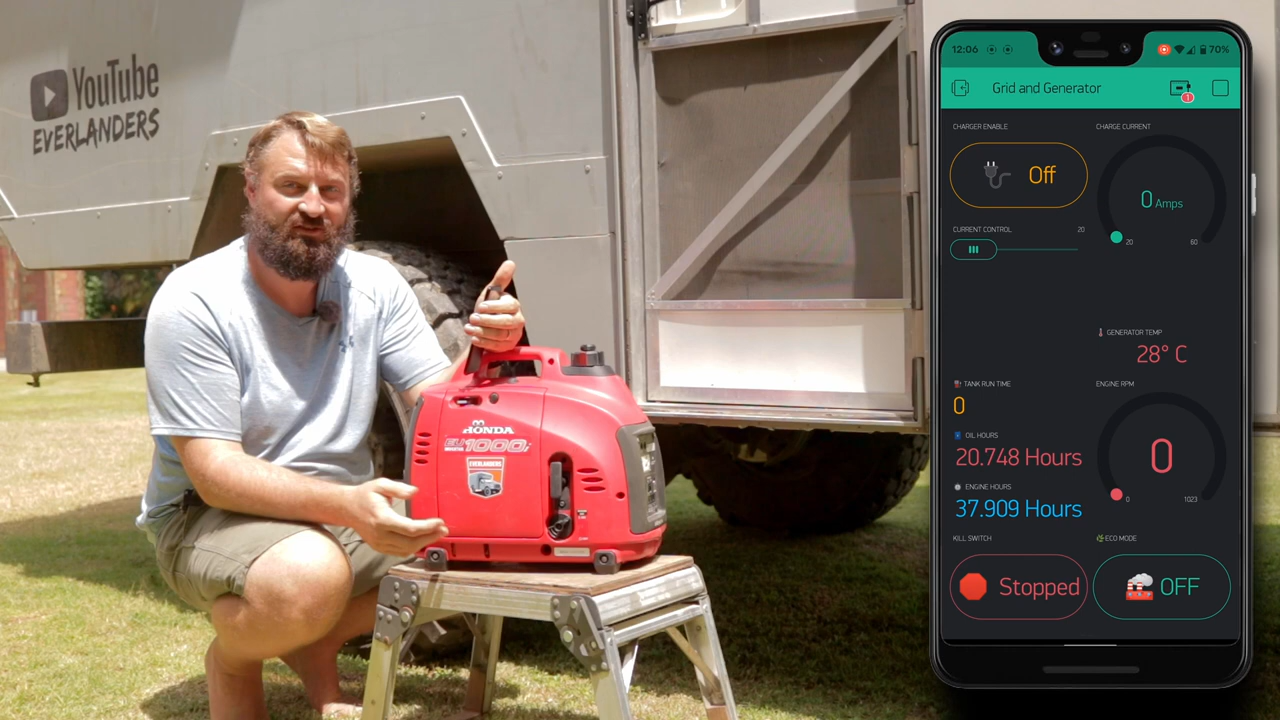 YouTube
EVERLANDERS
HONDA
EU1000i
EVERLANDERS
12:06
70%
Grid and Generator
1
CHARGER ENABLE
CHARGE CURRENT
Off
0 Amps
20
60
CURRENT CONTROL
20
GENERATOR TEMP
28° C
TANK RUN TIME
ENGINE RPM
0
OIL HOURS
20.748 Hours
0
ENGINE HOURS
0
1023
37.909 Hours
KILL SWITCH
ECO MODE
Stopped
OFF